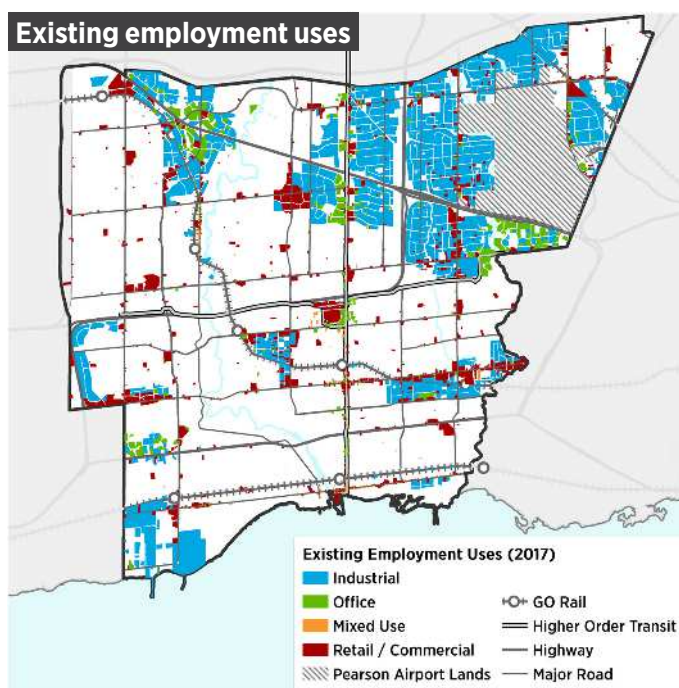 Existing employment uses
Existing Employment Uses (2017)
Industrial
Office
Mixed Use
Retail / Commercial
Pearson Airport Lands
GO Rail
Higher Order Transit
Highway
Major Road